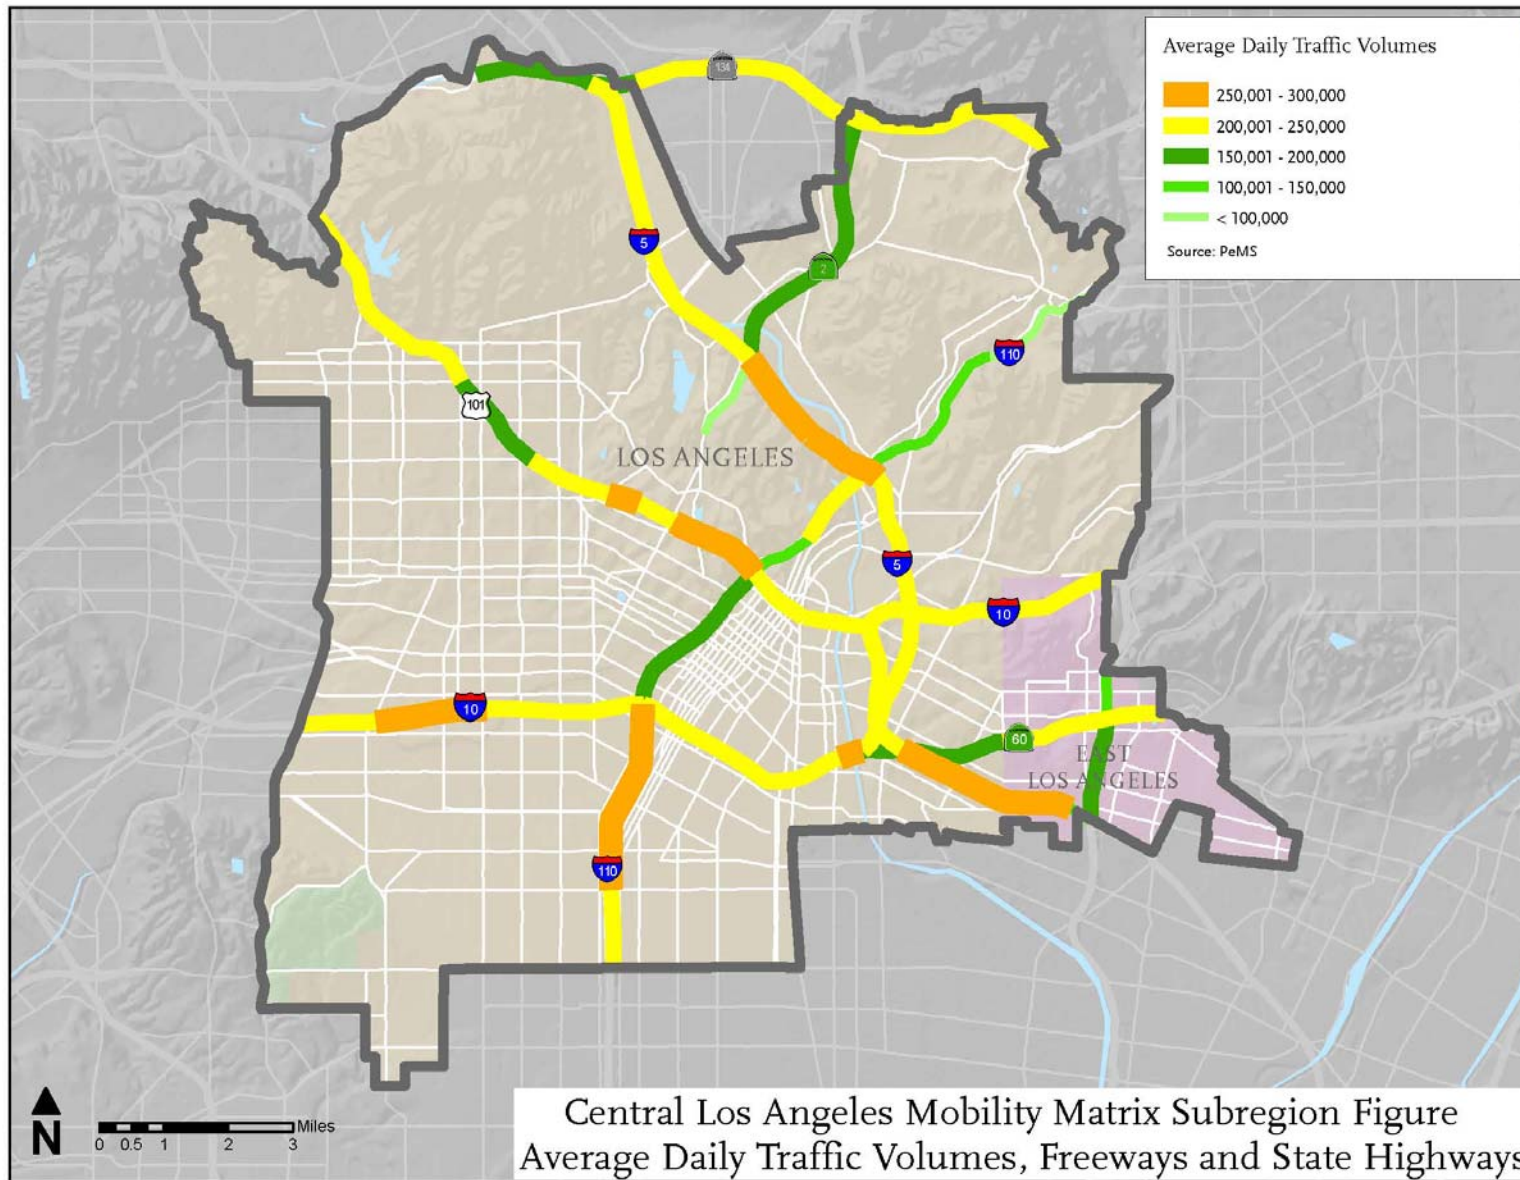 Average Daily Traffic Volumes
250,001 - 300,000
200,001 - 250,000
150,001 - 200,000
100,001 - 150,000
< 100,000
Source: PeMS
134
5
2
110
101
LOS ANGELES
5
10
10
60
EAST
LOS ANGELES
110
N
Miles
0 0.5 1 2 3
Central Los Angeles Mobility Matrix Subregion Figure
Average Daily Traffic Volumes, Freeways and State Highways